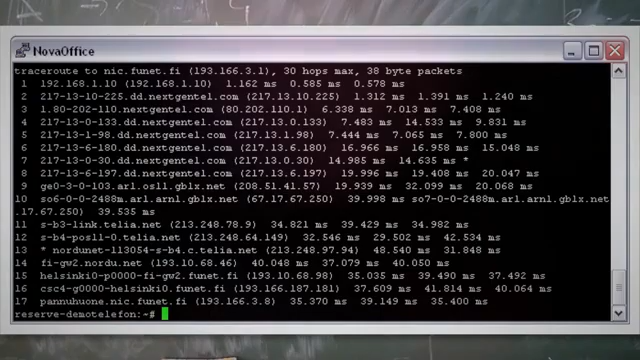 NovaOffice
traceroute to nic.funet.fi (193.166.3.1), 30 hops max, 38 byte packets
1 192.168.1.10 (192.168.1.10) 1.162 ms 0.585 ms 0.578 ms
2 217-13-10-225.dd.nextgentel.com (217.13.10.225) 1.312 ms 1.391 ms 1.240 ms
3 1.80-202-110.nextgentel.com (80.202.110.1) 6.338 ms 7.013 ms 7.408 ms
4 217-13-0-133.dd.nextgentel.com (217.13.0.133) 7.483 ms 14.533 ms 9.831 ms
5 217-13-1-98.dd.nextgentel.com (217.13.1.98) 7.444 ms 7.065 ms 7.800 ms
6 217-13-6-180.dd.nextgentel.com (217.13.6.180) 16.966 ms 16.958 ms 15.048 ms
7 217-13-0-30.dd.nextgentel.com (217.13.0.30) 14.985 ms 14.635 ms *
8 217-13-6-197.dd.nextgentel.com (217.13.6.197) 19.996 ms 19.408 ms 20.047 ms
9 ge0-3-0-103.ar1.osl1.gblx.net (208.51.41.57) 19.939 ms 32.099 ms 20.068 ms
10 so6-0-0-2488m.ar1.arn1.gblx.net (67.17.67.250) 39.998 ms so7-0-0-2488m.ar1.arn1.gblx.net (67
.17.67.250) 39.535 ms
11 s-b3-link.telia.net (213.248.78.9) 34.821 ms 39.429 ms 34.982 ms
12 s-b4-pos11-0.telia.net (213.248.64.149) 32.546 ms 29.502 ms 42.534 ms
13 * nordunet-113054-s-b4.c.telia.net (213.248.97.94) 48.540 ms 31.848 ms
14 fi-gw2.nordu.net (193.10.68.46) 40.048 ms 37.079 ms 40.050 ms
15 helsinki0-p0000-fi-gw2.funet.fi (193.10.68.98) 35.035 ms 39.490 ms 37.492 ms
16 csc4-g0000-helsinki0.funet.fi (193.166.187.181) 37.609 ms 41.814 ms 40.064 ms
17 pannuhuone.nic.funet.fi (193.166.3.8) 35.370 ms 39.149 ms 35.400 ms
reserve-demotelefon:~#